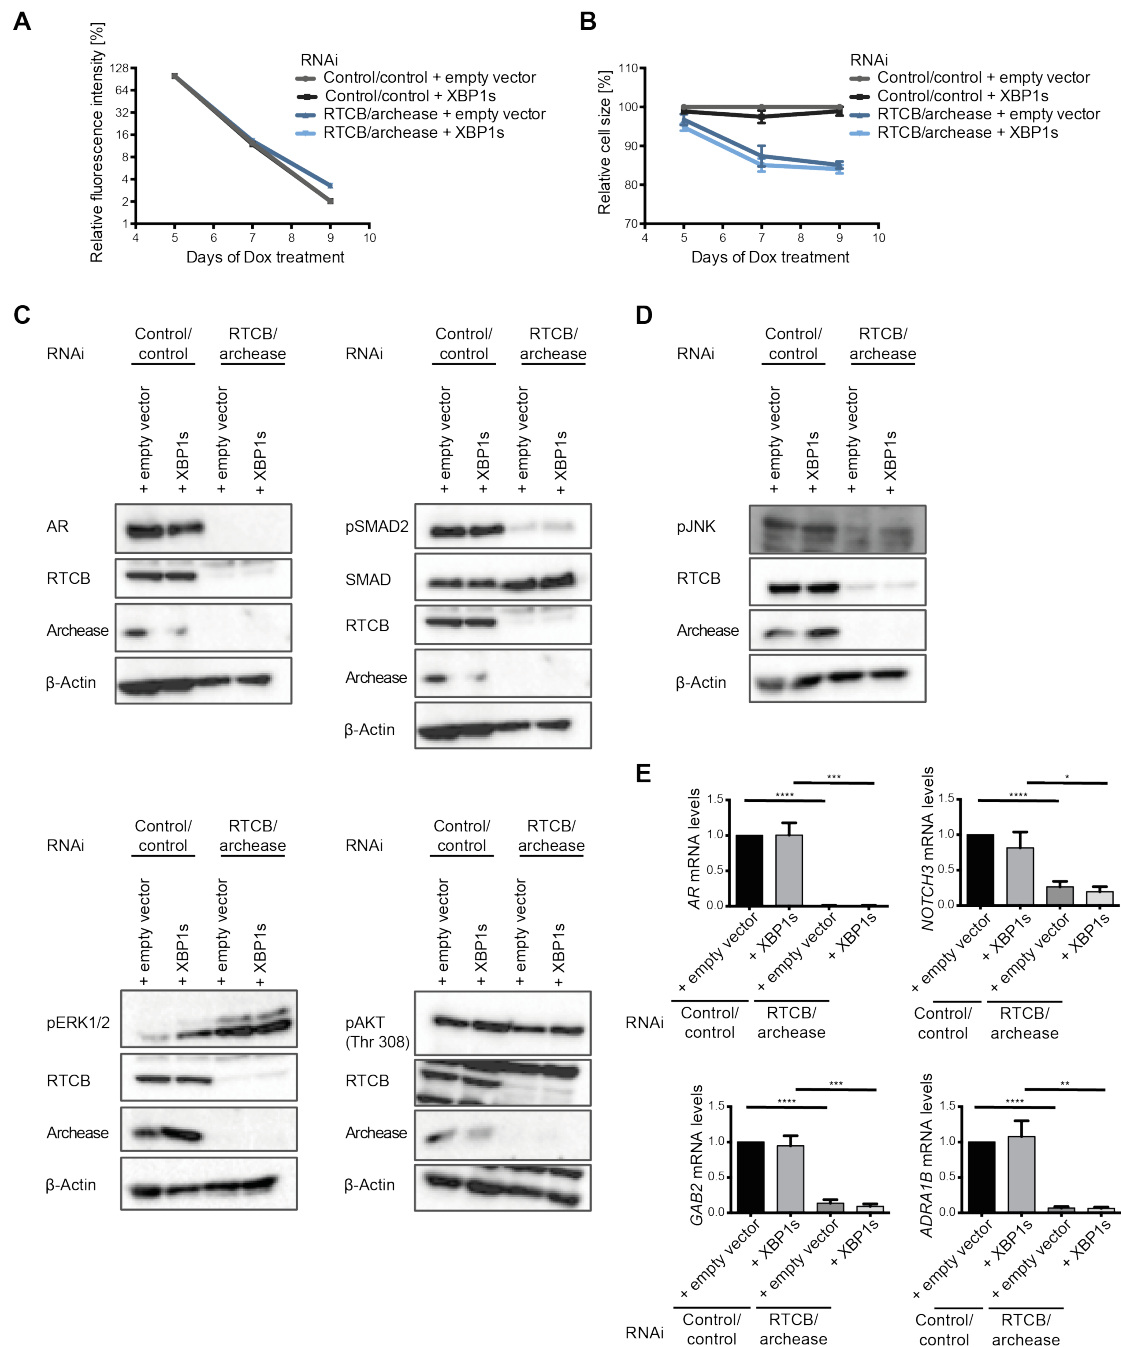 A
Relative fluorescence intensity [%]
128
64
32
16
8
4
2
1
4 5 6 7 8 9 10
Days of Dox treatment
RNAi
Control/control + empty vector
Control/control + XBP1s
RTCB/archease + empty vector
RTCB/archease + XBP1s
B
Relative cell size [%]
110
100
90
80
70
4 5 6 7 8 9 10
Days of Dox treatment
RNAi
Control/control + empty vector
Control/control + XBP1s
RTCB/archease + empty vector
RTCB/archease + XBP1s
C
RNAi
Control/
control
RTCB/
archease
+ empty vector
+ XBP1s
+ empty vector
+ XBP1s
AR
RTCB
Archease
β-Actin
RNAi
Control/
control
RTCB/
archease
+ empty vector
+ XBP1s
+ empty vector
+ XBP1s
pSMAD2
SMAD
RTCB
Archease
β-Actin
RNAi
Control/
control
RTCB/
archease
+ empty vector
+ XBP1s
+ empty vector
+ XBP1s
pERK1/2
RTCB
Archease
β-Actin
RNAi
Control/
control
RTCB/
archease
+ empty vector
+ XBP1s
+ empty vector
+ XBP1s
pAKT
(Thr 308)
RTCB
Archease
β-Actin
D
RNAi
Control/
control
RTCB/
archease
+ empty vector
+ XBP1s
+ empty vector
+ XBP1s
pJNK
RTCB
Archease
β-Actin
E
AR mRNA levels
1.5
1.0
0.5
0.0
***
****
+ empty vector
+ XBP1s
+ empty vector
+ XBP1s
RNAi
Control/
control
RTCB/
archease
NOTCH3 mRNA levels
1.5
1.0
0.5
0.0
*
****
+ empty vector
+ XBP1s
+ empty vector
+ XBP1s
Control/
control
RTCB/
archease
GAB2 mRNA levels
1.5
1.0
0.5
0.0
***
****
+ empty vector
+ XBP1s
+ empty vector
+ XBP1s
RNAi
Control/
control
RTCB/
archease
ADRA1B mRNA levels
1.5
1.0
0.5
0.0
**
****
+ empty vector
+ XBP1s
+ empty vector
+ XBP1s
Control/
control
RTCB/
archease